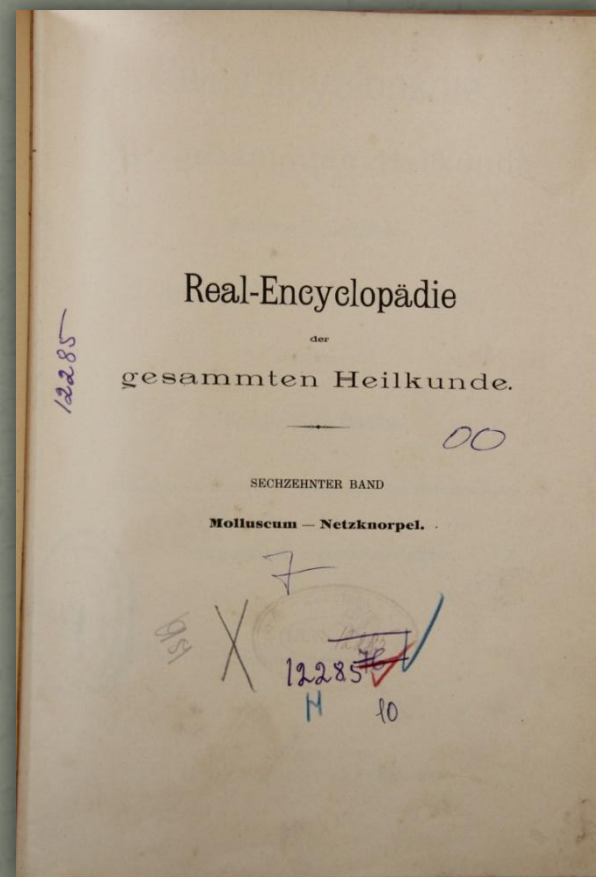 Real-Encyclopädie
der
gesammten Heilkunde.
12285
00
SECHZEHNTER BAND
Molluscum — Netzknorpel.
7
X
12285
H
10